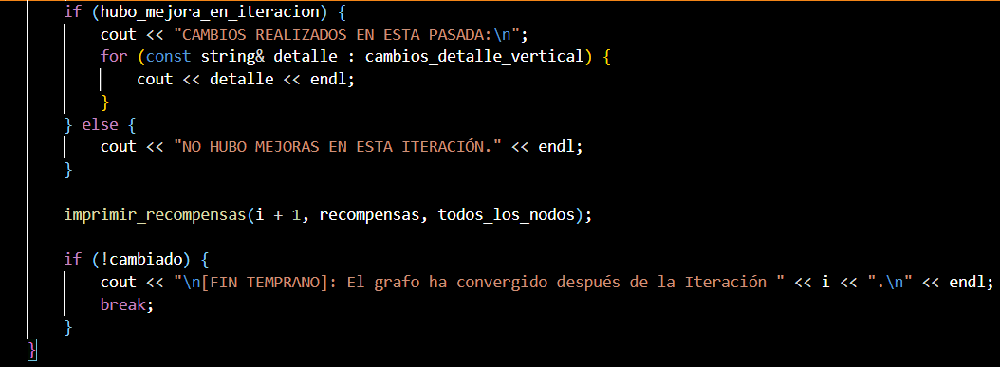 if (hubo_mejora_en_iteracion) {
cout << "CAMBIOS REALIZADOS EN ESTA PASADA:\n";
for (const string& detalle : cambios_detalle_vertical) {
cout << detalle << endl;
}
} else {
cout << "NO HUBO MEJORAS EN ESTA ITERACIÓN." << endl;
}
imprimir_recompensas(i + 1, recompensas, todos_los_nodos);
if (!cambiado) {
cout << "\n[FIN TEMPRANO]: El grafo ha convergido después de la Iteración " << i << ".\n" << endl;
break;
}
}